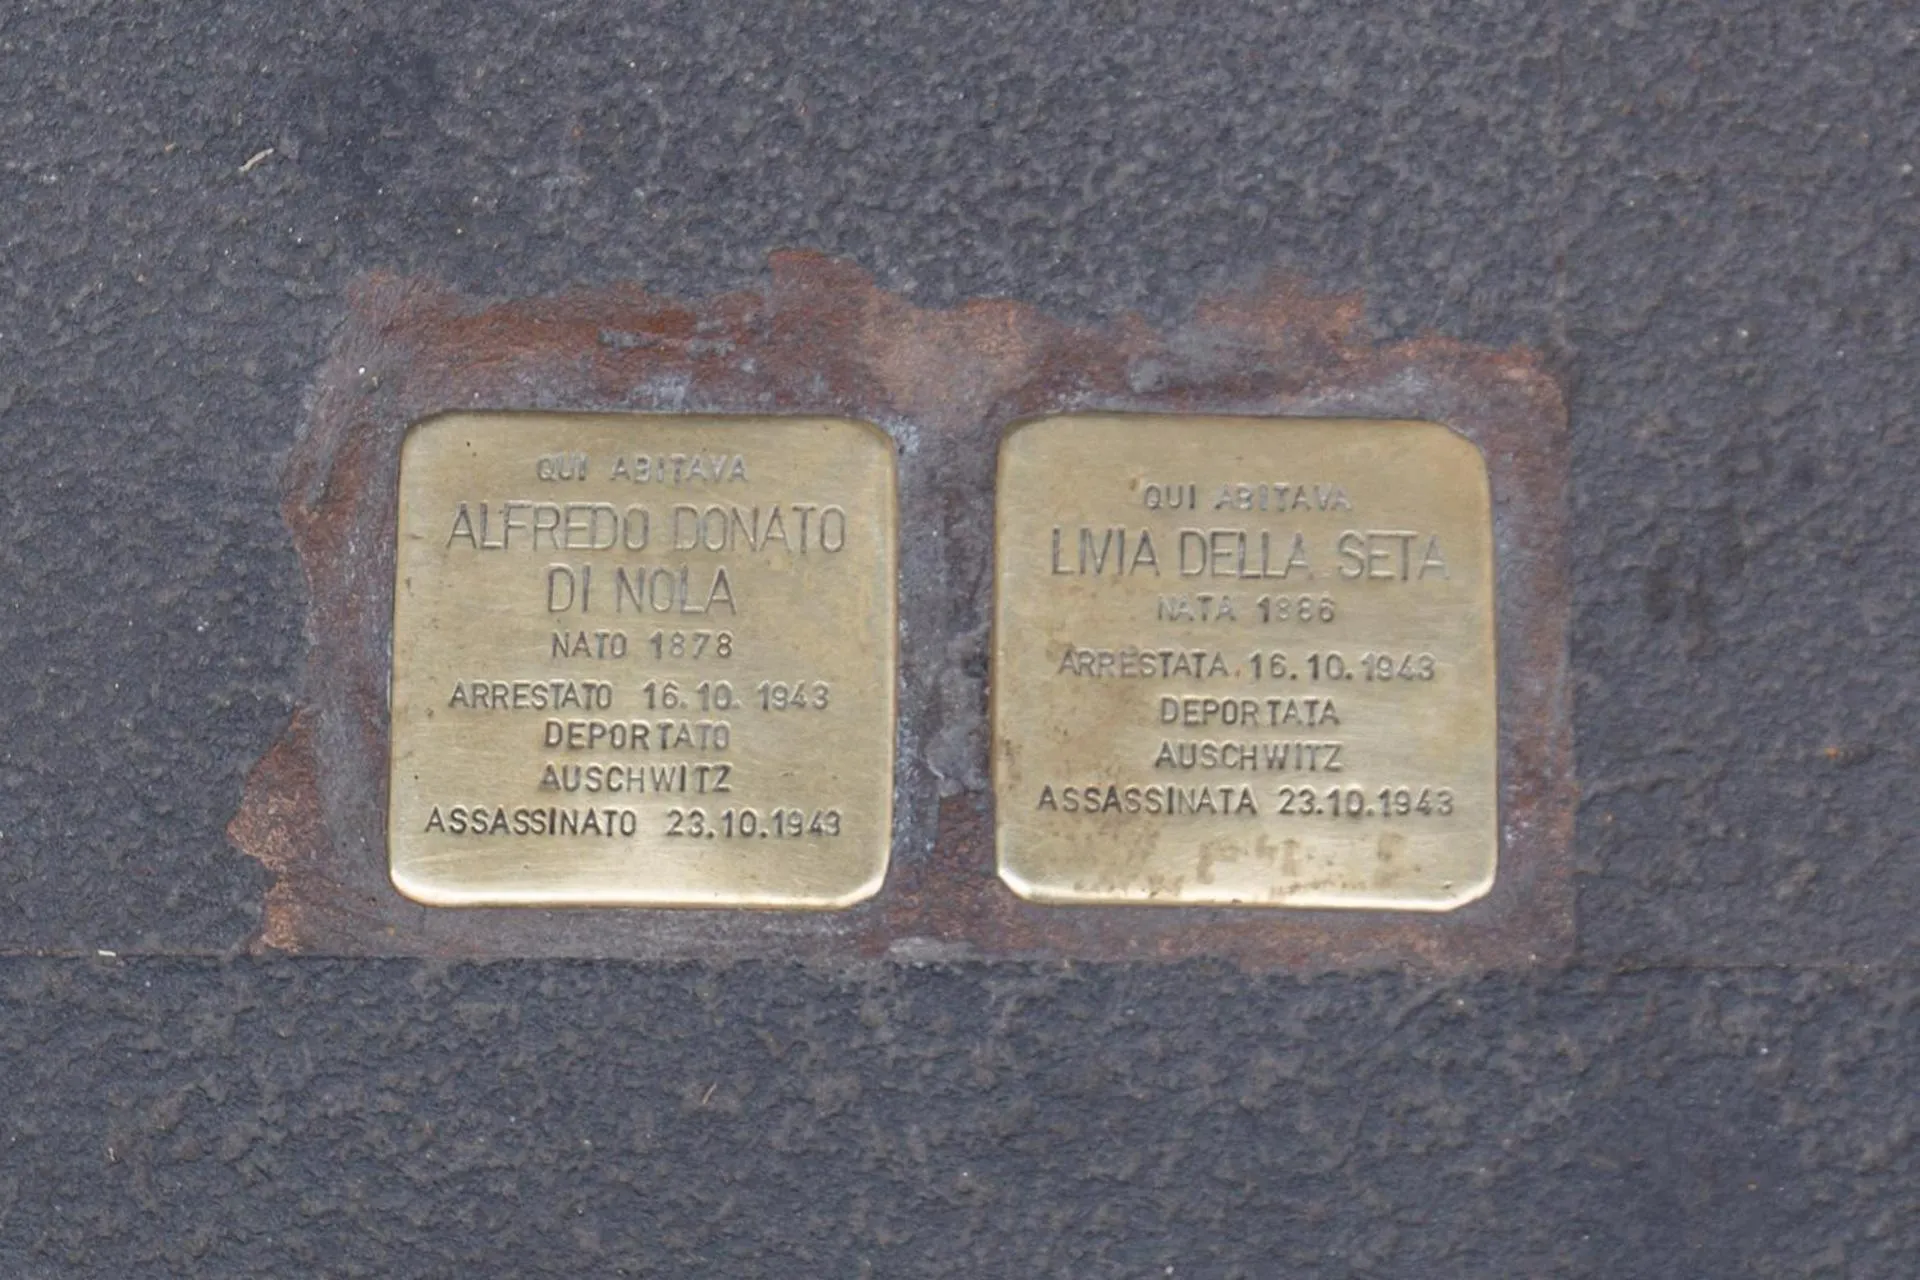 QUI ABITAVA
ALFREDO DONATO
DI NOLA
NATO 1878
ARRESTATO 16.10.1943
DEPORTATO
AUSCHWITZ
ASSASSINATO 23.10.1943
QUI ABITAVA
LIVIA DELLA SETA
NATA 1886
ARRESTATA 16.10.1943
DEPORTATA
AUSCHWITZ
ASSASSINATA 23.10.1943